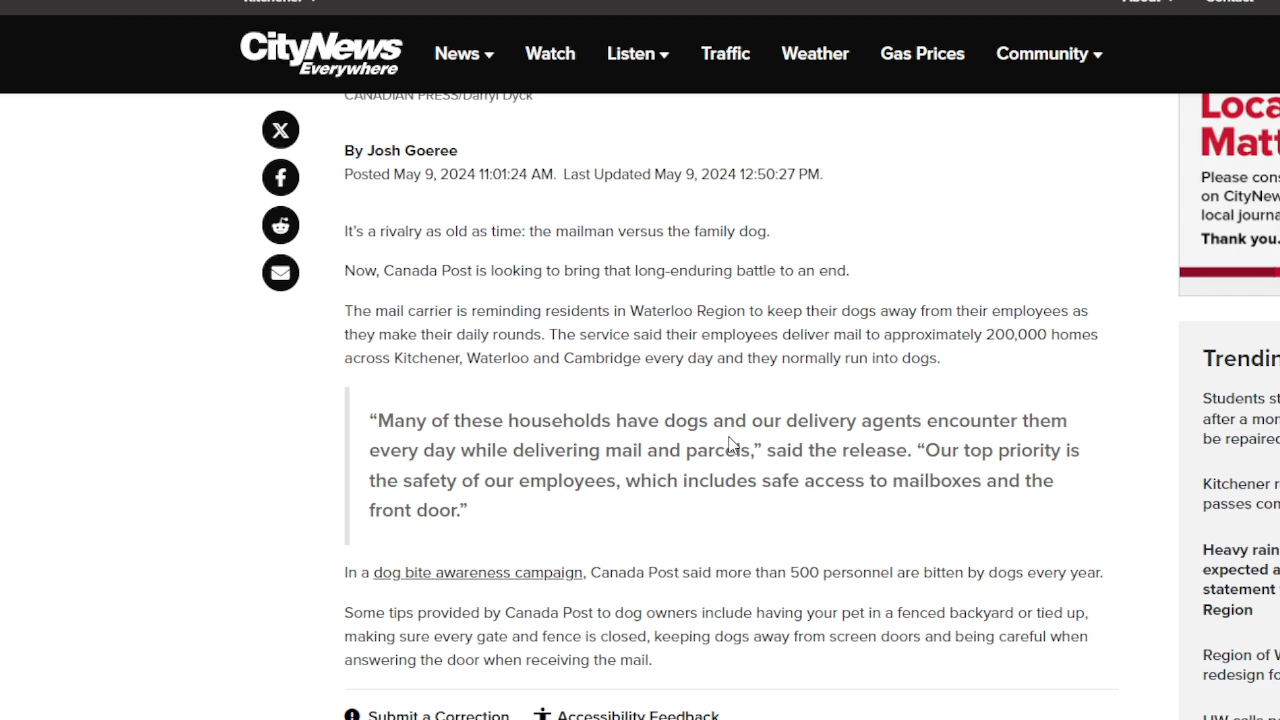 CityNews
Everywhere
News
Watch
Listen
Traffic
Weather
Gas Prices
Community
CANADIAN PRESS/Darryl Dyck
By Josh Goeree
Posted May 9, 2024 11:01:24 AM. Last Updated May 9, 2024 12:50:27 PM.
It's a rivalry as old as time: the mailman versus the family dog.
Now, Canada Post is looking to bring that long-enduring battle to an end.
The mail carrier is reminding residents in Waterloo Region to keep their dogs away from their employees as
they make their daily rounds. The service said their employees deliver mail to approximately 200,000 homes
across Kitchener, Waterloo and Cambridge every day and they normally run into dogs.
“Many of these households have dogs and our delivery agents encounter them
every day while delivering mail and parcels,” said the release. “Our top priority is
the safety of our employees, which includes safe access to mailboxes and the
front door.”
In a dog bite awareness campaign, Canada Post said more than 500 personnel are bitten by dogs every year.
Some tips provided by Canada Post to dog owners include having your pet in a fenced backyard or tied up,
making sure every gate and fence is closed, keeping dogs away from screen doors and being careful when
answering the door when receiving the mail.
Submit a Correction
Accessibility Feedback
Please
on
local
Thank you.
Students
after a
be
Kitchener
passes
Heavy
expected
statement
Region
Region of
redesign